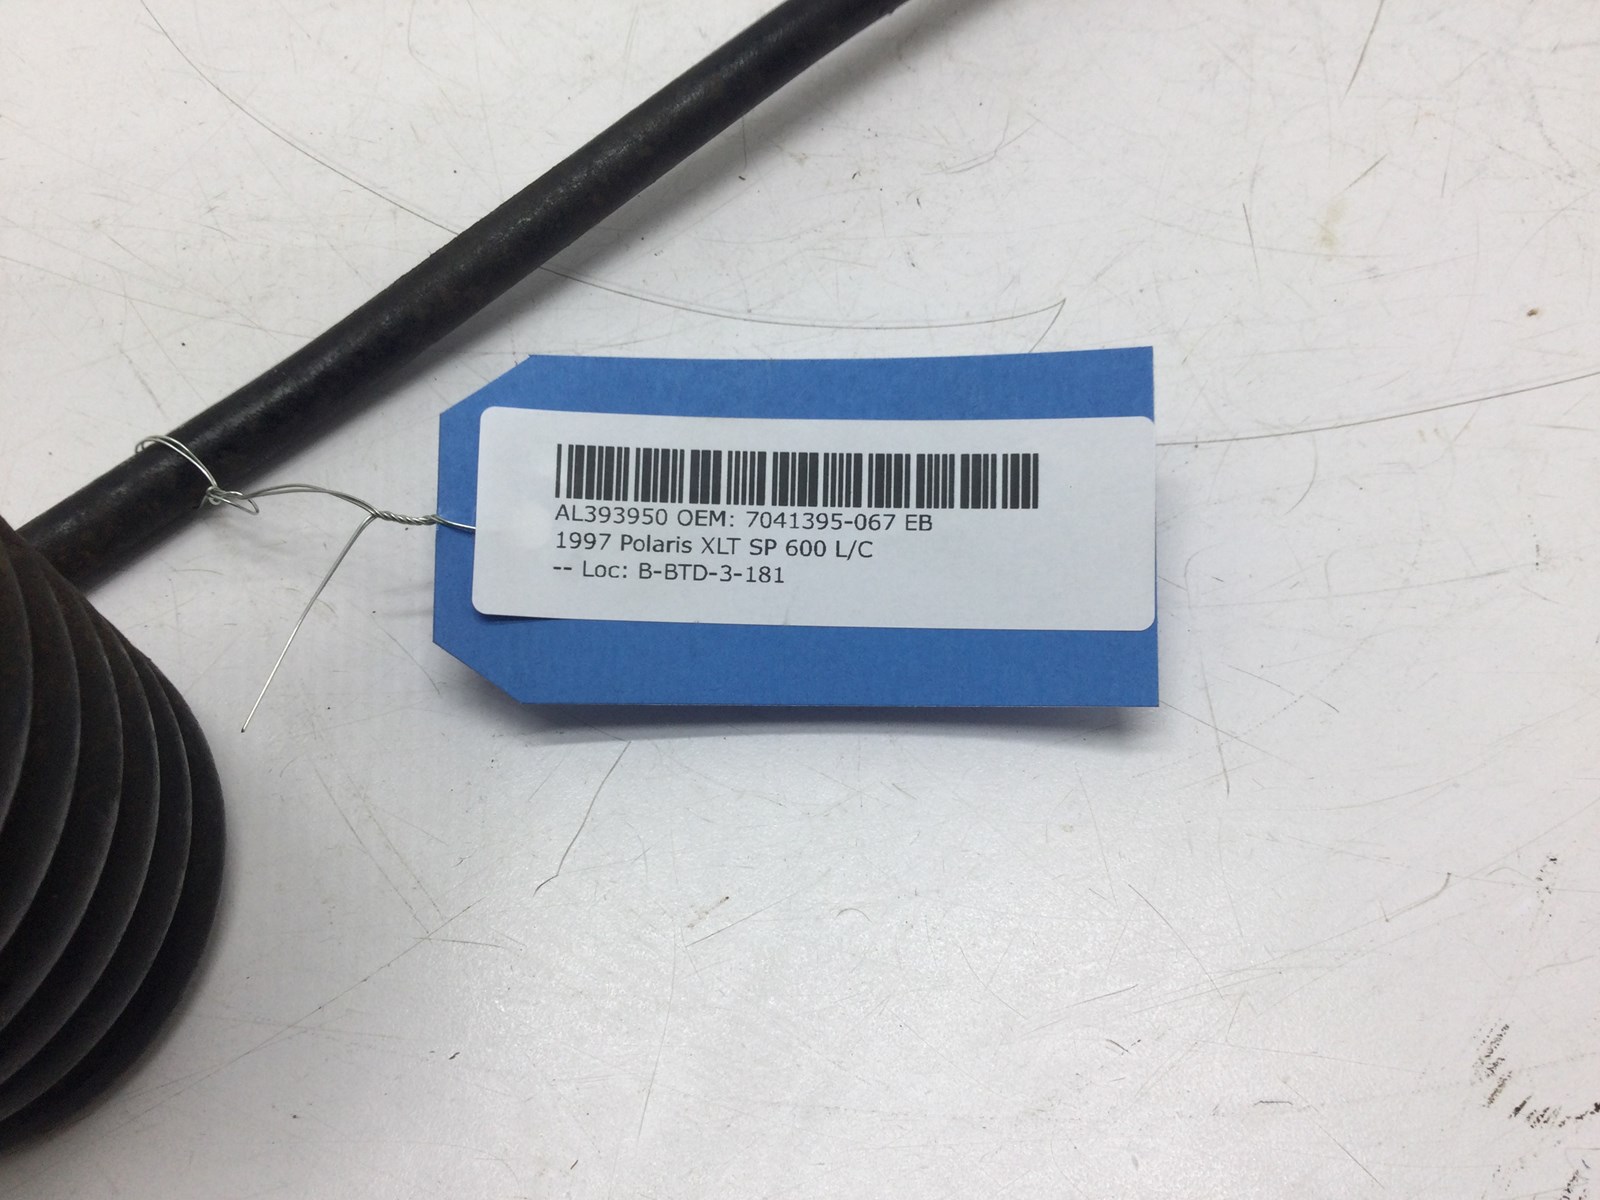 AL393950 OEM: 7041395-067 EB
1997 Polaris XLT SP 600 L/C
-- Loc: B-BTD-3-181